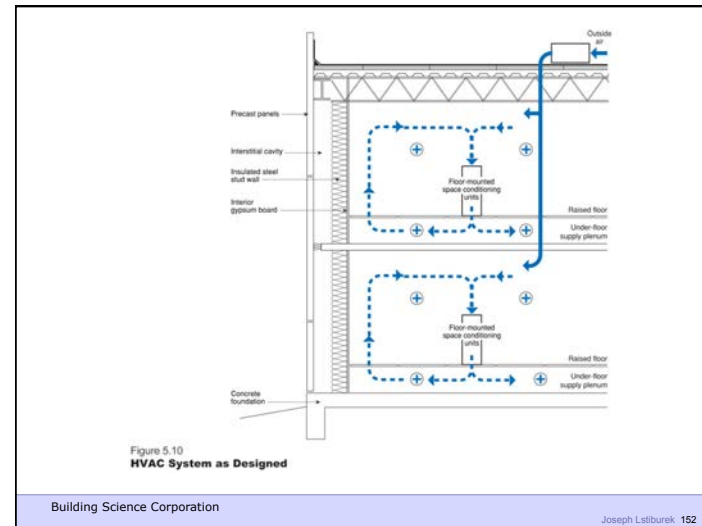 Outside
air
Precast panels
Interstitial cavity
Insulated steel
stud wall
Interior
gypsum board
Floor-mounted
space conditioning
units
Raised floor
Under-floor
supply plenum
Floor-mounted
space conditioning
units
Raised floor
Under-floor
supply plenum
Concrete
foundation
Figure 5.10
HVAC System as Designed
Building Science Corporation
Joseph Lstiburek 152